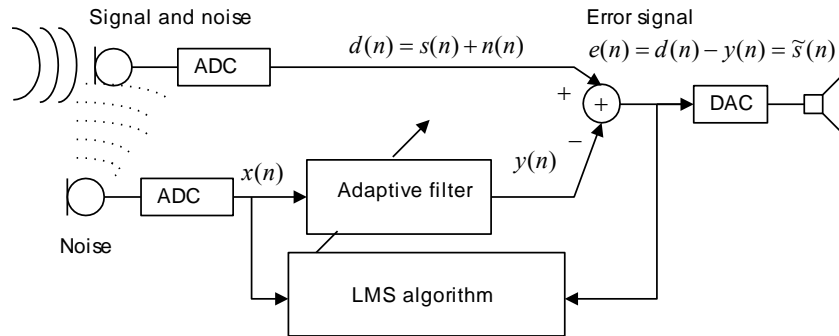 Signal and noise
Error signal
ADC
d(n) = s(n) + n(n)
e(n) = d(n) − y(n) = s̃(n)
+
+
DAC
−
x(n)
y(n)
ADC
Adaptive filter
Noise
LMS algorithm